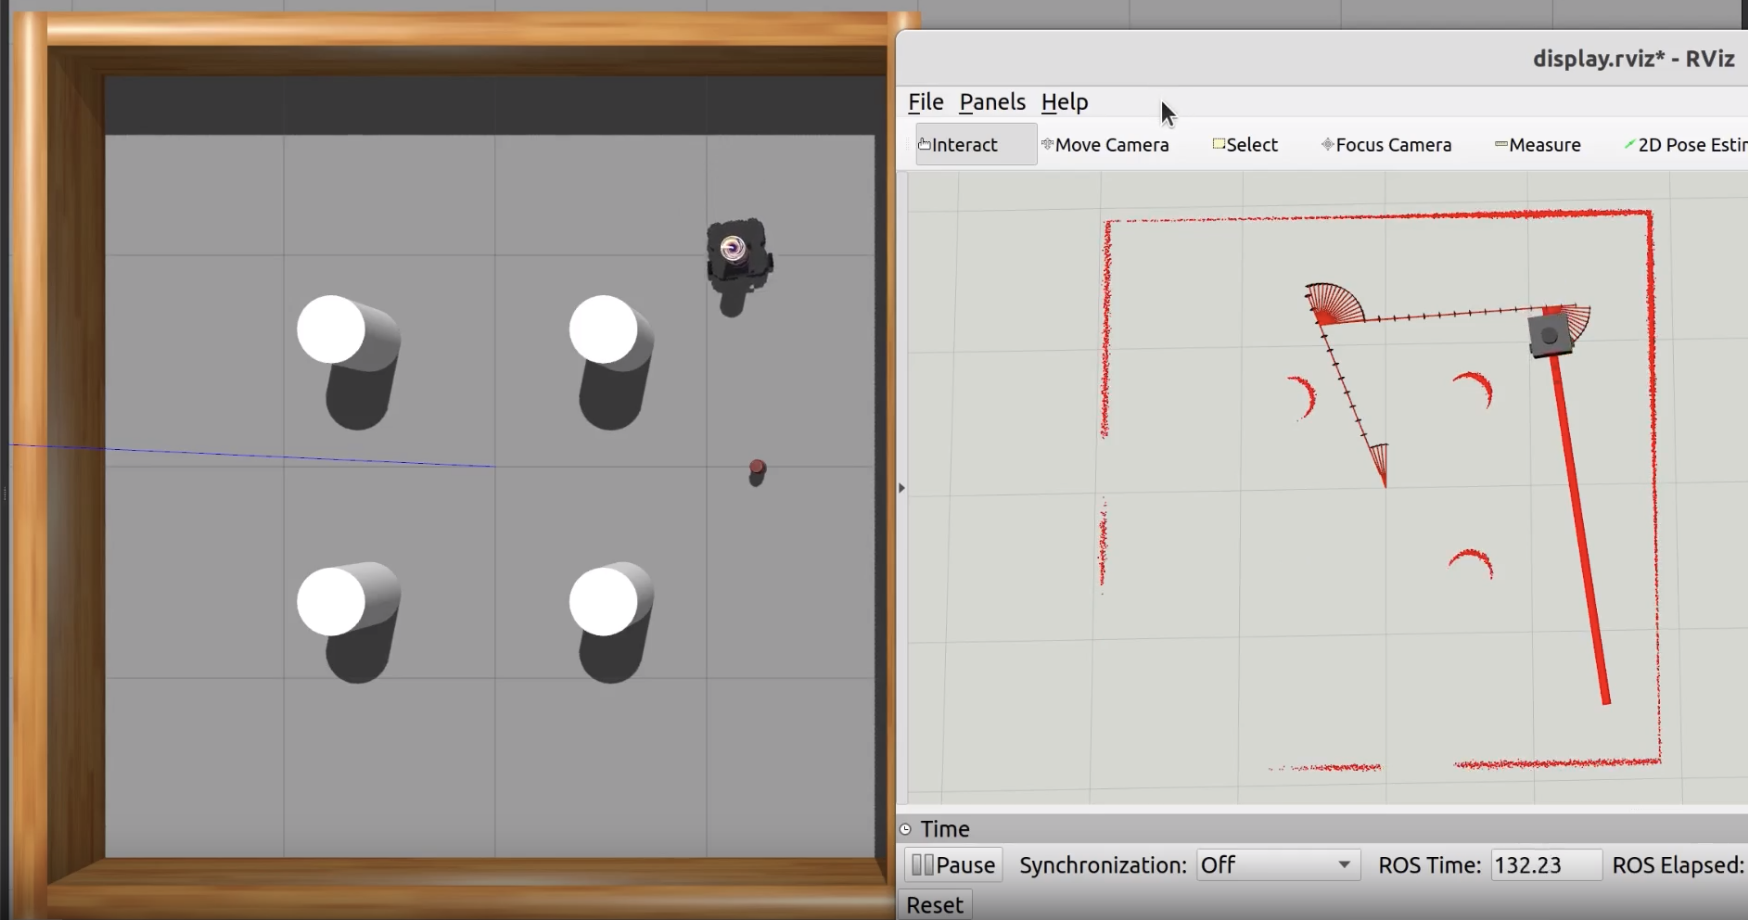 display.rviz* - RViz
File Panels Help
Interact Move Camera Select Focus Camera Measure 2D Pose Estir
Time
Pause Synchronization: Off ROS Time: 132.23 ROS Elapsed:
Reset